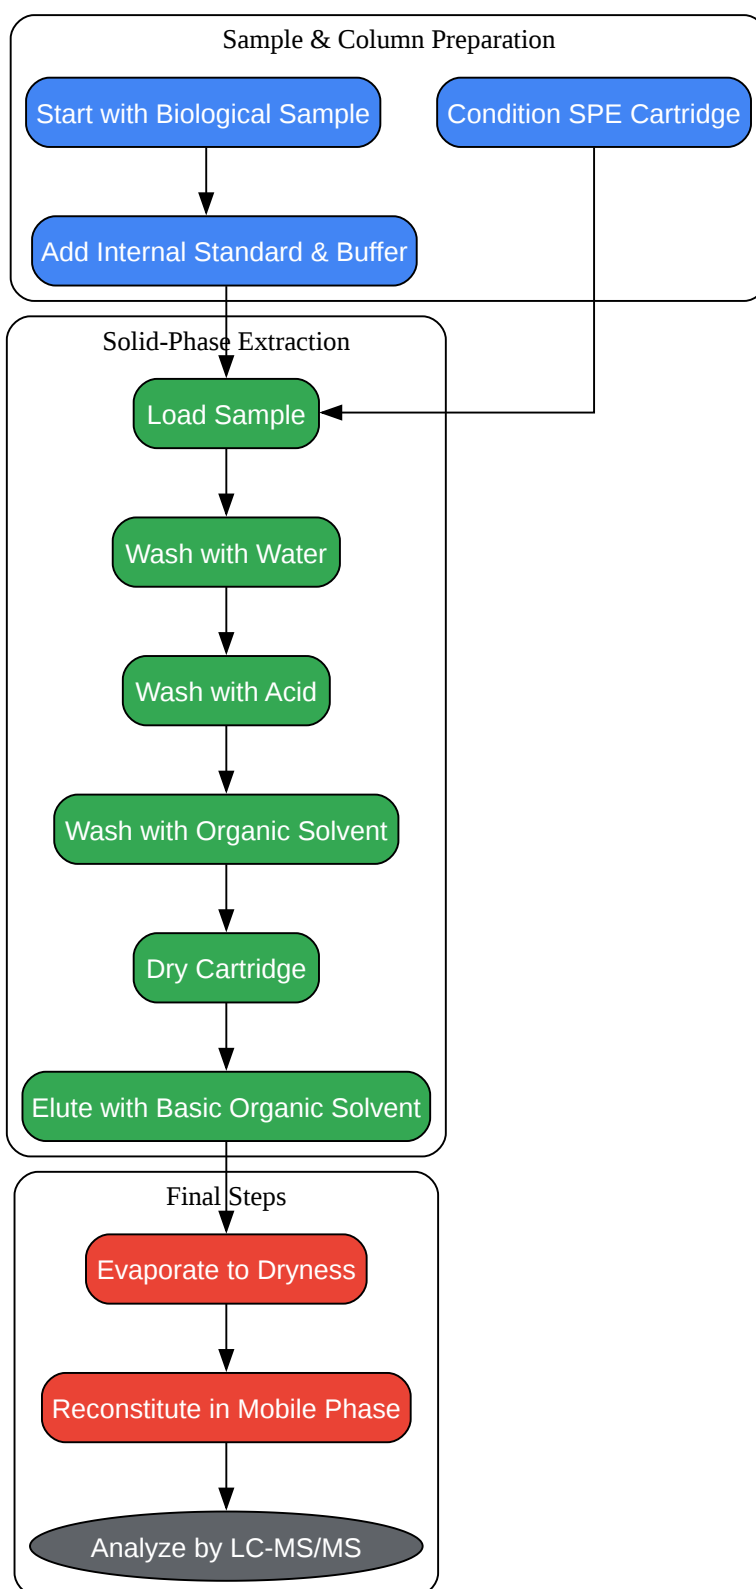 Sample & Column Preparation
Start with Biological Sample
Condition SPE Cartridge
Add Internal Standard & Buffer
Solid-Phase Extraction
Load Sample
Wash with Water
Wash with Acid
Wash with Organic Solvent
Dry Cartridge
Elute with Basic Organic Solvent
Final Steps
Evaporate to Dryness
Reconstitute in Mobile Phase
Analyze by LC-MS/MS